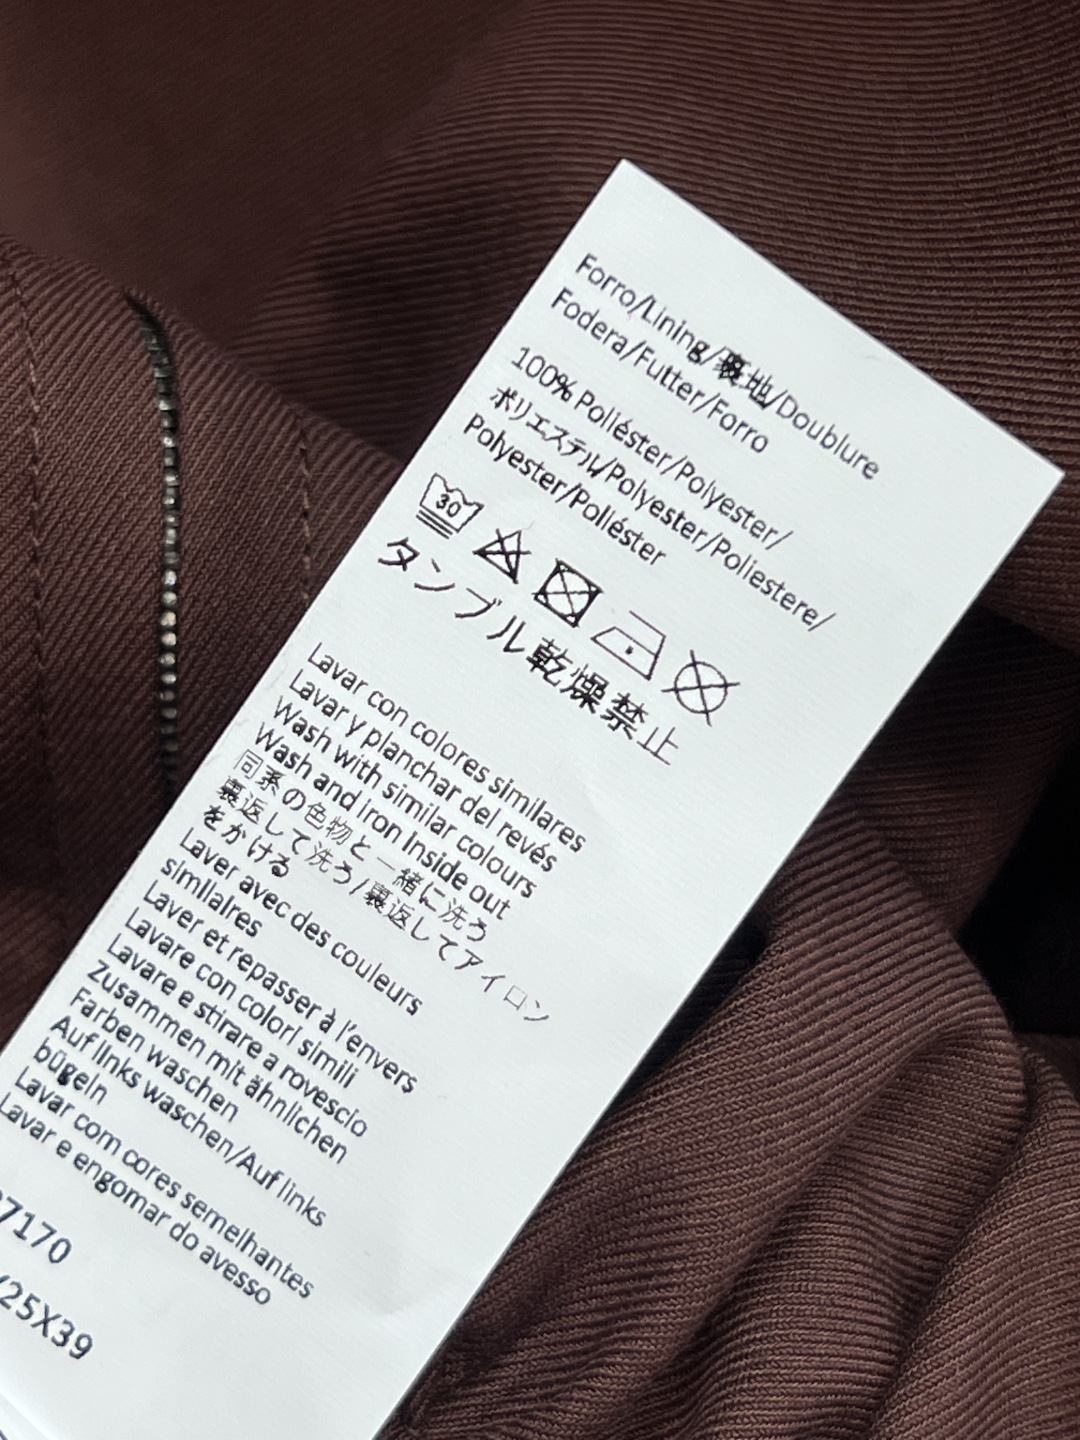 Forro/Lining/裏地/Doublure
Fodera/Futter/Forro
100% Poliéster/Polyester/
ポリエステル/Polyester/Poliestere/
Polyester/Poliéster
30
タンブル乾燥禁止
Lavar con colores similares
Lavar y planchar del revés
Wash with similar colours
Wash and iron inside out
同系の色物と一緒に洗う
裏返して洗う/裏返してアイロン
をかける
Laver avec des couleurs
similaires
Laver et repasser à l'envers
Lavare con colori simili
Lavare e stirare a rovescio
Zusammen mit ähnlichen
Farben waschen
Auf links waschen/Auf links
bügeln
Lavar com cores semelhantes
Lavar e engomar do avesso
7170
/25X39